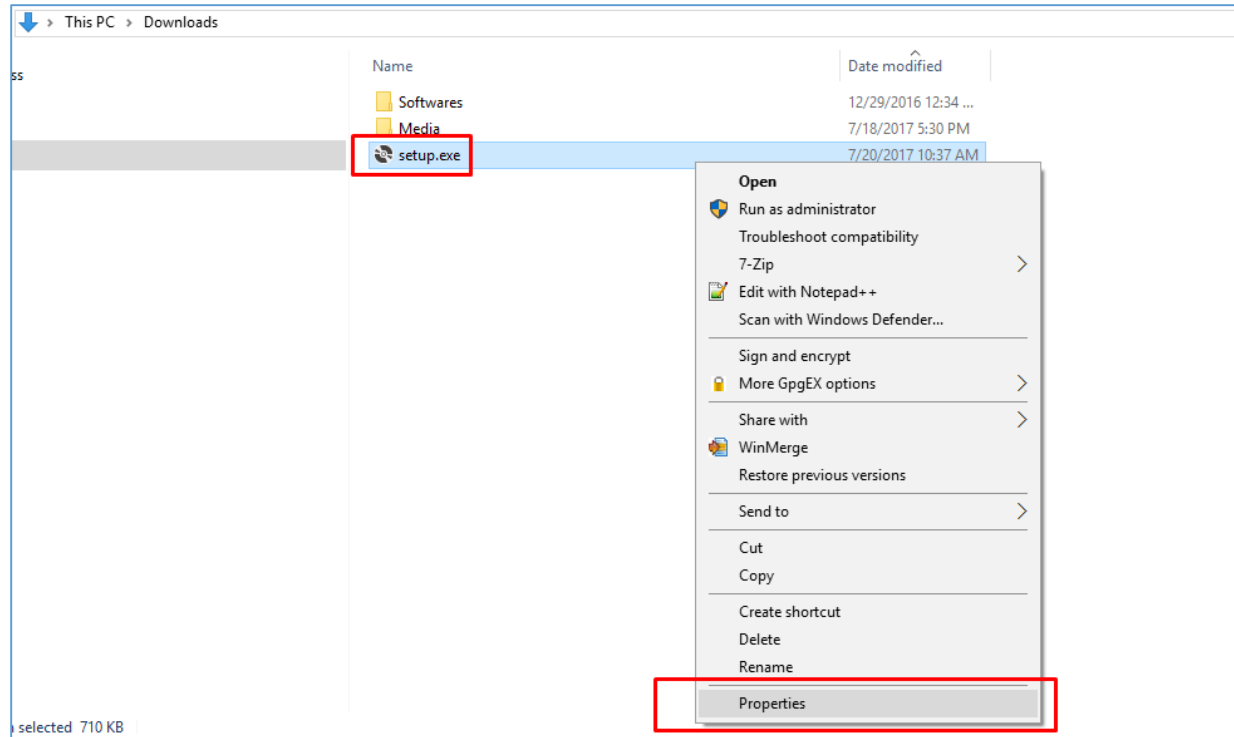 > This PC > Downloads
ss
Name Date modified
Softwares 12/29/2016 12:34 ...
Media 7/18/2017 5:30 PM
setup.exe 7/20/2017 10:37 AM
Open
Run as administrator
Troubleshoot compatibility
7-Zip
Edit with Notepad++
Scan with Windows Defender...
Sign and encrypt
More GpgEX options
Share with
WinMerge
Restore previous versions
Send to
Cut
Copy
Create shortcut
Delete
Rename
Properties
selected 710 KB